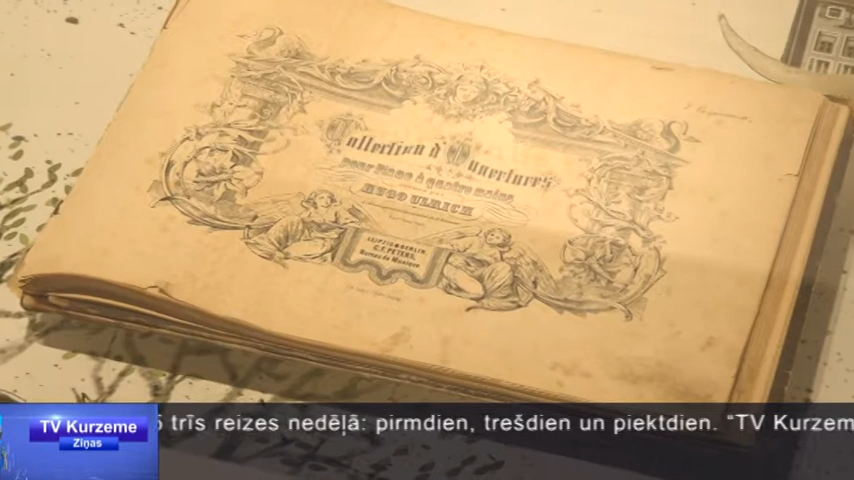 Collection d'Ouvertures
pour Piano à quatre mains
HUGO ULRICH
LEIPZIG & BERLIN,
C. F. PETERS,
Bureau de Musique
TV Kurzeme
Ziņas
5 trīs reizes nedēļā: pirmdien, trešdien un piektdien. "TV Kurzem